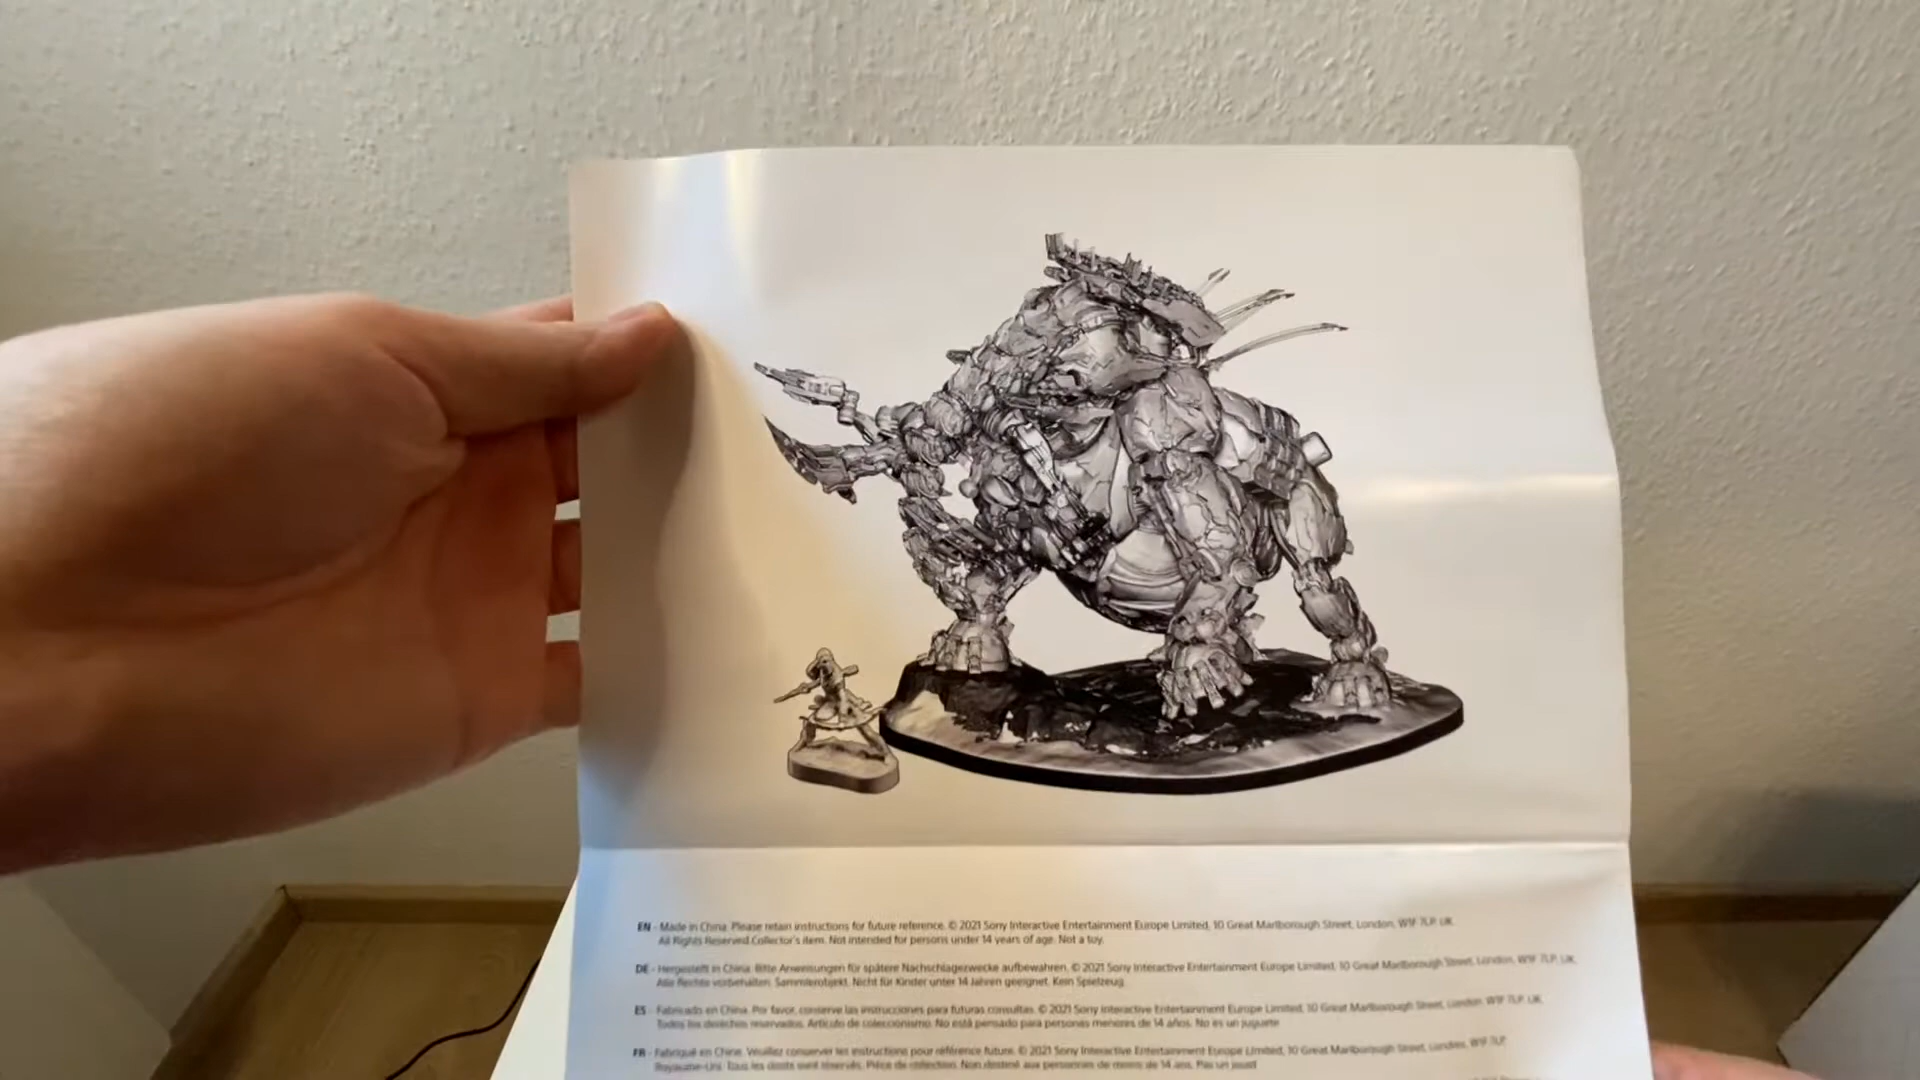 EN - Made in China. Please retain instructions for future reference. © 2021 Sony Interactive Entertainment Europe Limited, 10 Great Marlborough Street, London, W1F 7LP, UK.
All Rights Reserved.Collector's item. Not intended for persons under 14 years of age. Not a toy.
DE - Hergestellt in China. Bitte Anweisungen für spätere Nachschlagezwecke aufbewahren. © 2021 Sony Interactive Entertainment Europe Limited, 10 Great Marlborough Street, London, W1F 7LP, UK,
Alle Rechte vorbehalten. Sammlerobjekt. Nicht für Kinder unter 14 Jahren geeignet. Kein Spielzeug.
ES - Fabricado en China. Por favor, conserve las instrucciones para futuras consultas. © 2021 Sony Interactive Entertainment Europe Limited, 10 Great Marlborough Street, London W1F 7LP, UK.
Todos los derechos reservados. Artículo de coleccionismo. No está pensado para personas menores de 14 años. No es un juguete.
FR - Fabriqué en Chine. Veuillez conserver les instructions pour référence future. © 2021 Sony Interactive Entertainment Europe Limited, 10 Great Marlborough Street, Londres, W1F 7LP,
Royaume-Uni. Tous les droits sont réservés. Pièce de collection. Non destiné aux personnes de moins de 14 ans. Pas un jouet!